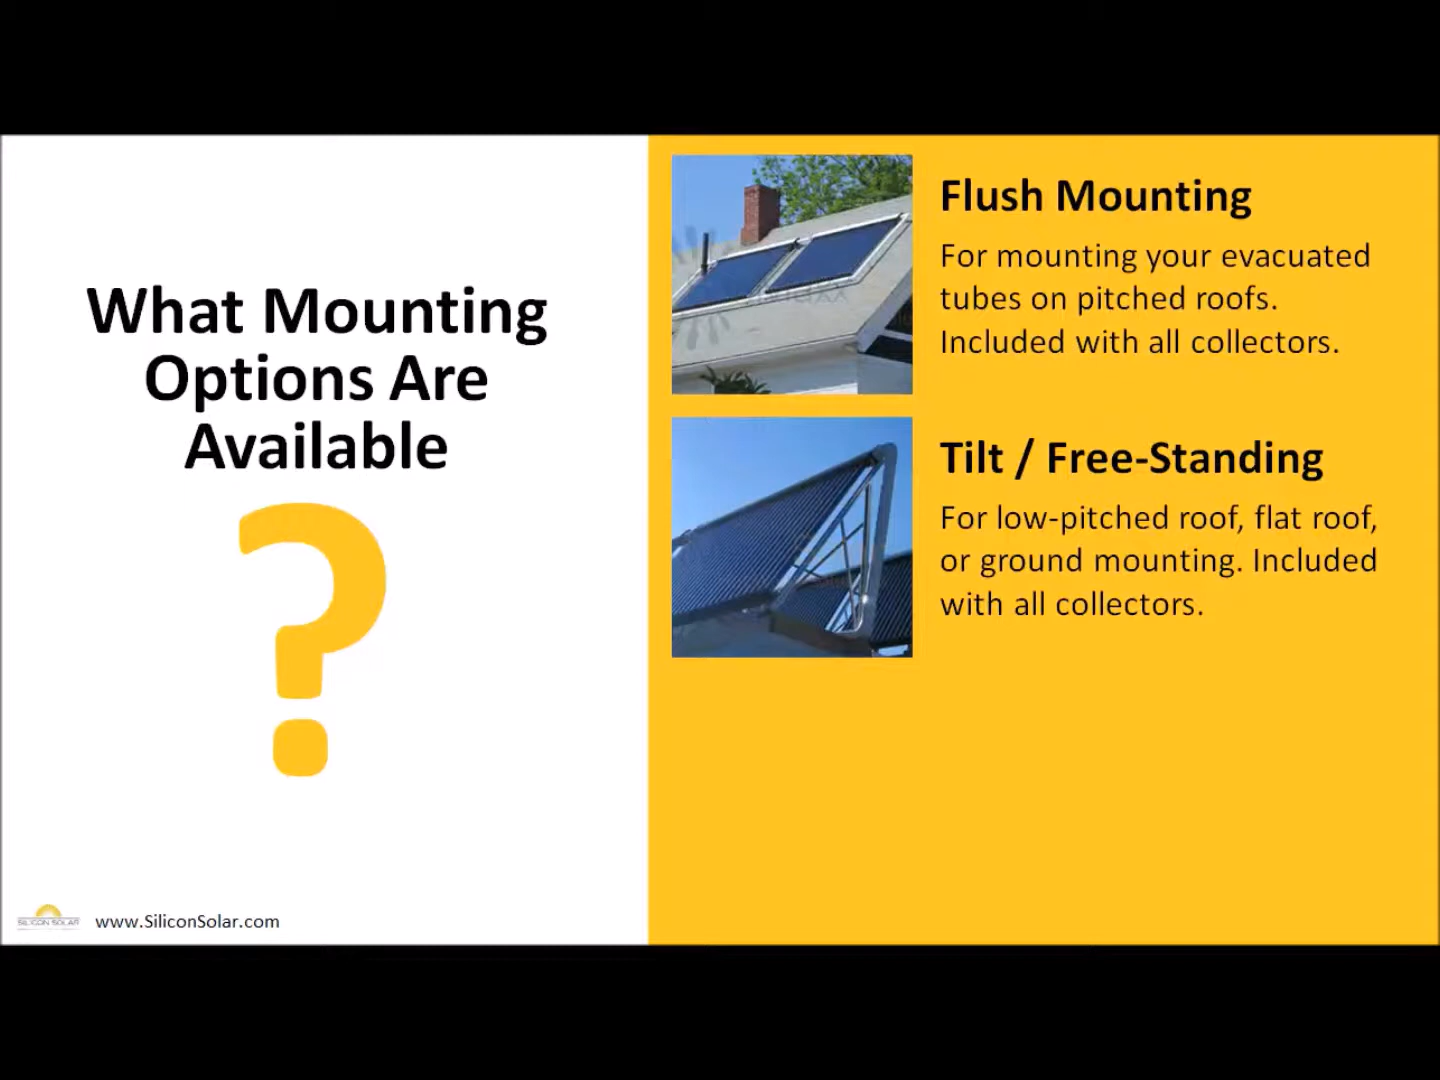 What Mounting
Options Are
Available
?
Flush Mounting
For mounting your evacuated
tubes on pitched roofs.
Included with all collectors.
Tilt / Free-Standing
For low-pitched roof, flat roof,
or ground mounting. Included
with all collectors.
SILICON SOLAR
www.SiliconSolar.com